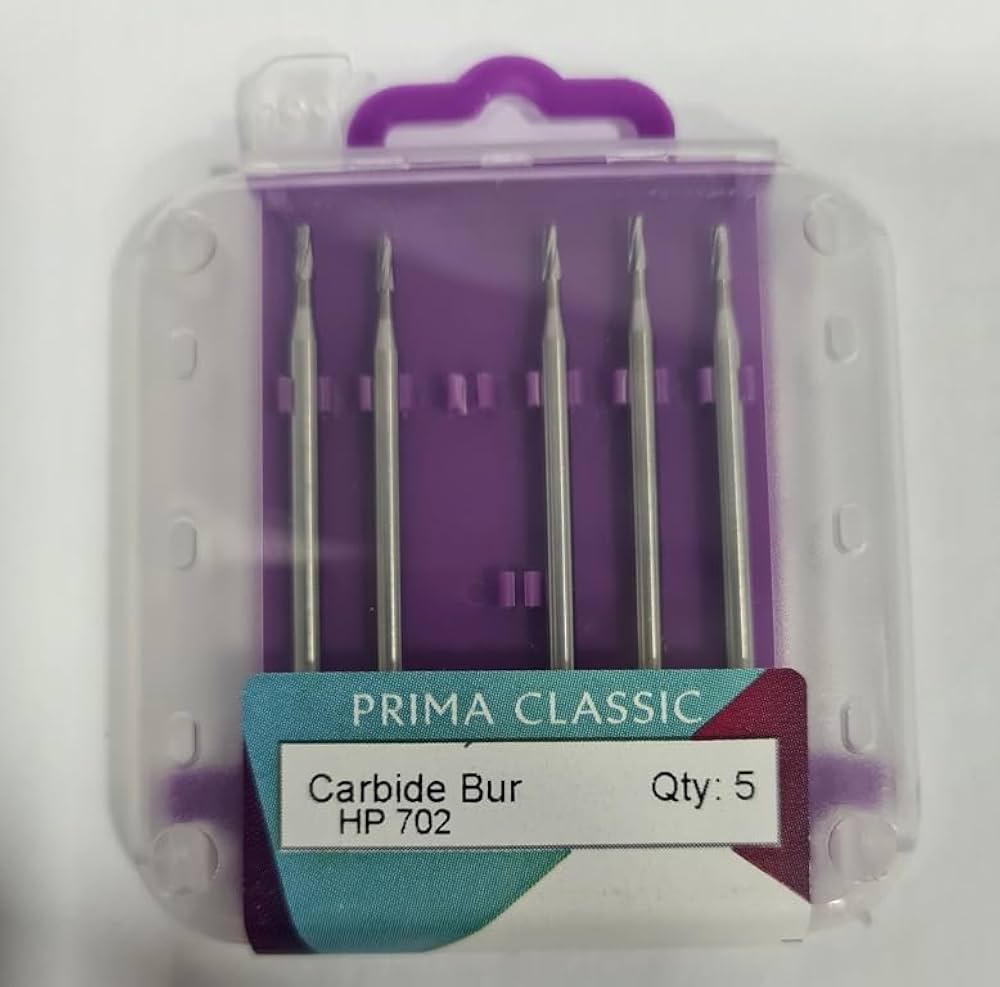 PRIMA CLASSIC
Carbide Bur Qty: 5
HP 702